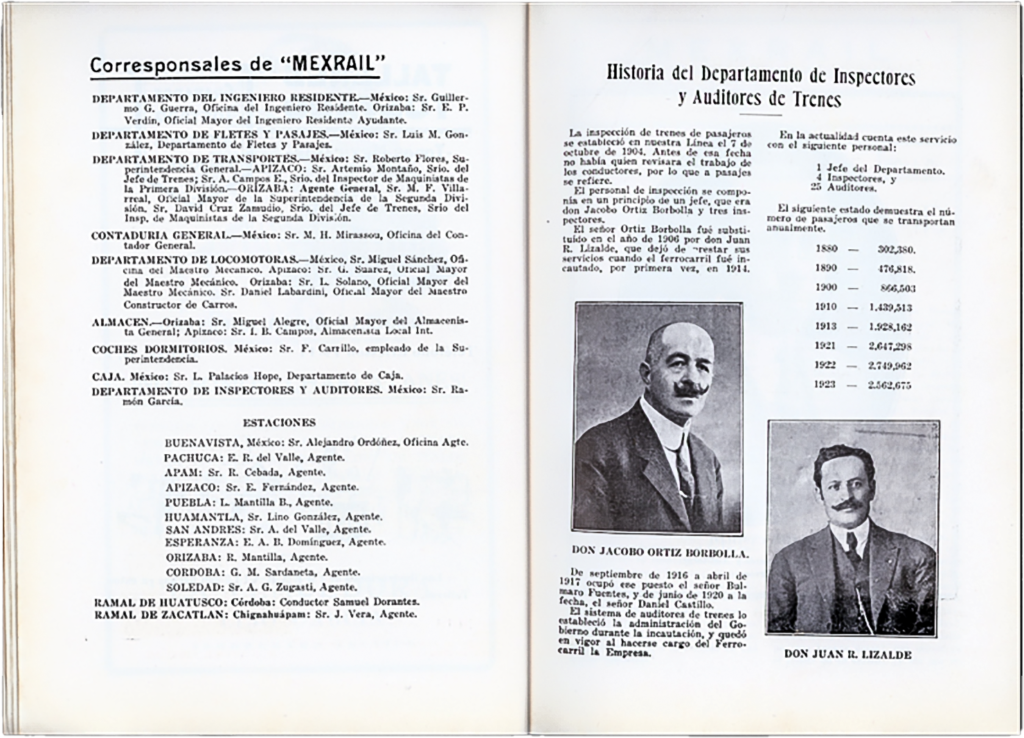 Corresponsales de "MEXRAIL"
DEPARTAMENTO DEL INGENIERO RESIDENTE.—México: Sr. Guiller-
mo G. Guerra, Oficina del Ingeniero Residente. Orizaba: Sr. E. P.
Verdín, Oficial Mayor del Ingeniero Residente Ayudante.
DEPARTAMENTO DE FLETES Y PASAJES.—México: Sr. Luis M. Gon-
zález, Departamento de Fletes y Pasajes.
DEPARTAMENTO DE TRANSPORTES.—México: Sr. Roberto Flores, Su-
perintendencia General.—APIZACO: Sr. Artemio Montaño, Srio. del
Jefe de Trenes; Sr. A. Campos E., Srio. del Inspector de Maquinistas de
la Primera División.—ORIZABA: Agente General, Sr. M. F. Villa-
rreal, Oficial Mayor de la Superintendencia de la Segunda Divi-
sión. Sr. David Cruz Zamudio, Srio. del Jefe de Trenes, Srio del
Insp. de Maquinistas de la Segunda División.
CONTADURIA GENERAL.—México: Sr. M. H. Mirassou, Oficina del Con-
tador General.
DEPARTAMENTO DE LOCOMOTORAS.—México, Sr. Miguel Sánchez, Ofi-
cina del Maestro Mecánico. Apizaco: Sr. G. Suárez, Oficial Mayor
del Maestro Mecánico. Orizaba: Sr. L. Solano, Oficial Mayor del
Maestro Mecánico. Sr. Daniel Labardini, Oficial Mayor del Maestro
Constructor de Carros.
ALMACEN.—Orizaba: Sr. Miguel Alegre, Oficial Mayor del Almacenis-
ta General; Apizaco: Sr. I. B. Campos, Almacenista Local Int.
COCHES DORMITORIOS. México: Sr. F. Carrillo, empleado de la Su-
perintendencia.
CAJA. México: Sr. L. Palacios Hope, Departamento de Caja.
DEPARTAMENTO DE INSPECTORES Y AUDITORES. México: Sr. Ra-
món García.
ESTACIONES
BUENAVISTA, México: Sr. Alejandro Ordóñez, Oficina Agte.
PACHUCA: E. R. del Valle, Agente.
APAM: Sr. R. Cebada, Agente.
APIZACO: Sr. E. Fernández, Agente.
PUEBLA: L. Mantilla B., Agente.
HUAMANTLA, Sr. Lino González, Agente.
SAN ANDRES: Sr. A. del Valle, Agente.
ESPERANZA: E. A. B. Domínguez, Agente.
ORIZABA: R. Mantilla, Agente.
CORDOBA: G. M. Sardaneta, Agente.
SOLEDAD: Sr. A. G. Zugasti, Agente.
RAMAL DE HUATUSCO: Córdoba: Conductor Samuel Dorantes.
RAMAL DE ZACATLAN: Chignahuápam: Sr. J. Vera, Agente.
Historia del Departamento de Inspectores
y Auditores de Trenes
La inspección de trenes de pasajeros
se estableció en nuestra Línea el 7 de
octubre de 1904. Antes de esa fecha
no había quien revisara el trabajo de
los conductores, por lo que a pasajes
se refiere.
El personal de inspección se compo-
nía en un principio de un jefe, que era
don Jacobo Ortiz Borbolla y tres ins-
pectores.
El señor Ortiz Borbolla fué substi-
tuido en el año de 1906 por don Juan
R. Lizalde, que dejó de prestar sus
servicios cuando el ferrocarril fué in-
cautado, por primera vez, en 1914.
DON JACOBO ORTIZ BORBOLLA.
De septiembre de 1916 a abril de
1917 ocupó ese puesto el señor Bul-
maro Fuentes, y de junio de 1920 a la
fecha, el señor Daniel Castillo.
El sistema de auditores de trenes lo
estableció la administración del Go-
bierno durante la incautación, y quedó
en vigor al hacerse cargo del Ferro-
carril la Empresa.
En la actualidad cuenta este servicio
con el siguiente personal:
1 Jefe del Departamento.
4 Inspectores, y
25 Auditores.
El siguiente estado demuestra el nú-
mero de pasajeros que se transportan
anualmente.
1880 — 302,380.
1890 — 476,818.
1900 — 866,503
1910 — 1.439,513
1913 — 1.928,162
1921 — 2,647,298
1922 — 2.749,962
1923 — 2.562,675
DON JUAN R. LIZALDE